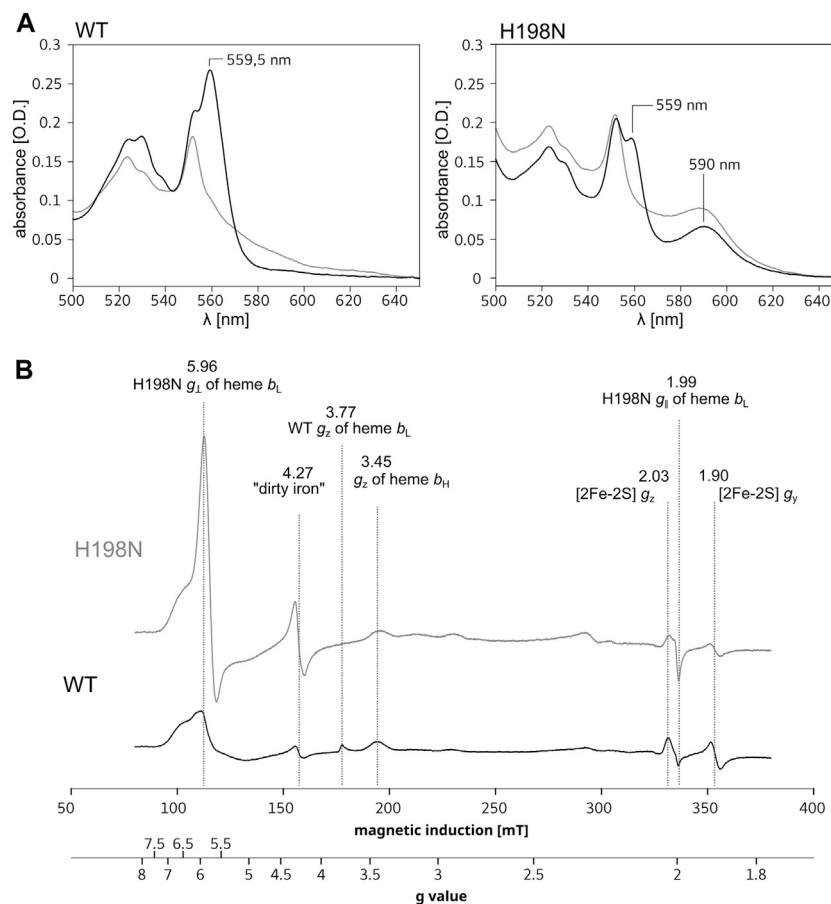 A
WT
H198N
0.3
0.25
0.2
0.15
0.1
0.05
0
absorbance [O.D.]
559,5 nm
500 520 540 560 580 600 620 640
λ [nm]
0.3
0.25
0.2
0.15
0.1
0.05
0
absorbance [O.D.]
559 nm
590 nm
500 520 540 560 580 600 620 640
λ [nm]
B
5.96
H198N g⊥ of heme bL
3.77
WT gz of heme bL
1.99
H198N g∥ of heme bL
4.27
"dirty iron"
3.45
gz of heme bH
2.03
[2Fe-2S] gz
1.90
[2Fe-2S] gy
H198N
WT
50 100 150 200 250 300 350 400
magnetic induction [mT]
7.5 6.5 5.5
8 7 6 5 4.5 4 3.5 3 2.5 2 1.8
g value